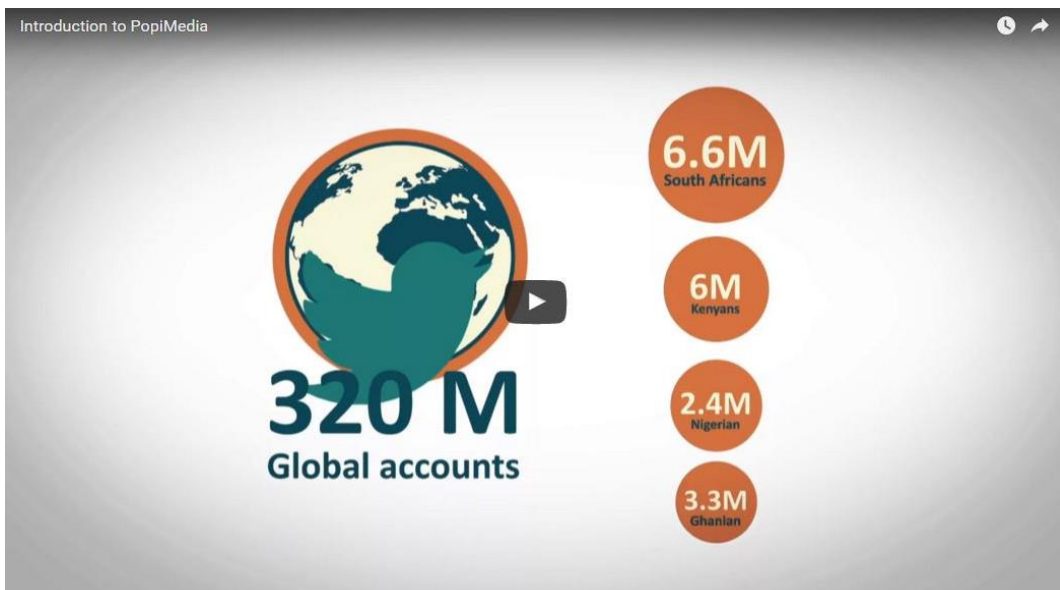 Introduction to PopiMedia
320 M
Global accounts
6.6M
South Africans
6M
Kenyans
2.4M
Nigerian
3.3M
Ghanian